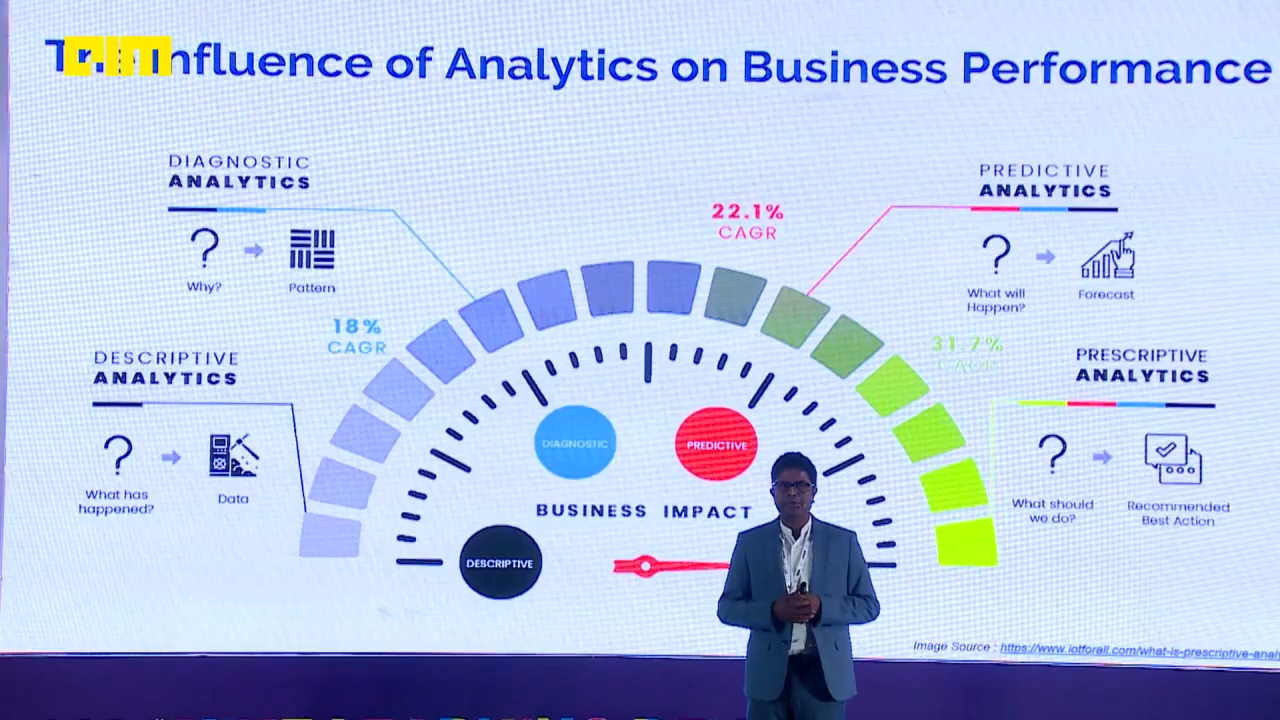 Influence of Analytics on Business Performance
DIAGNOSTIC
ANALYTICS
Why?
Pattern
18%
CAGR
DESCRIPTIVE
ANALYTICS
What has
happened?
Data
22.1%
CAGR
PREDICTIVE
ANALYTICS
What will
Happen?
Forecast
31.7%
CAGR
PRESCRIPTIVE
ANALYTICS
What should
we do?
Recommended
Best Action
DIAGNOSTIC
PREDICTIVE
BUSINESS IMPACT
DESCRIPTIVE
Image Source : https://www.iotforall.com/what-is-prescriptive-analy